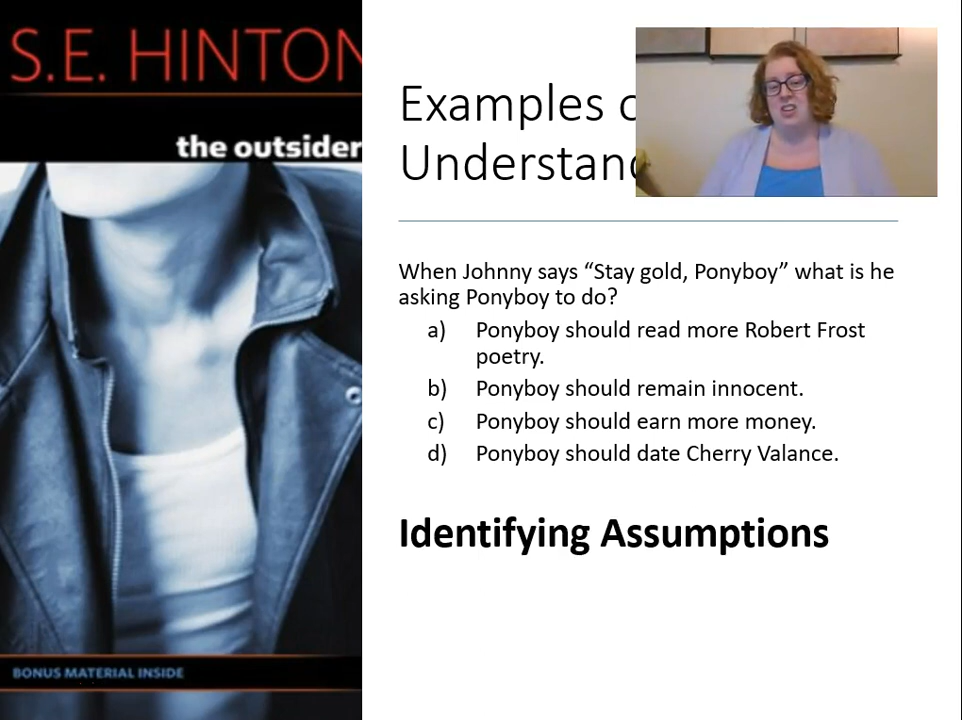 S.E. HINTON
the outsider
Examples
Understan
When Johnny says “Stay gold, Ponyboy” what is he
asking Ponyboy to do?
a) Ponyboy should read more Robert Frost
poetry.
b) Ponyboy should remain innocent.
c) Ponyboy should earn more money.
d) Ponyboy should date Cherry Valance.
Identifying Assumptions
BONUS MATERIAL INSIDE